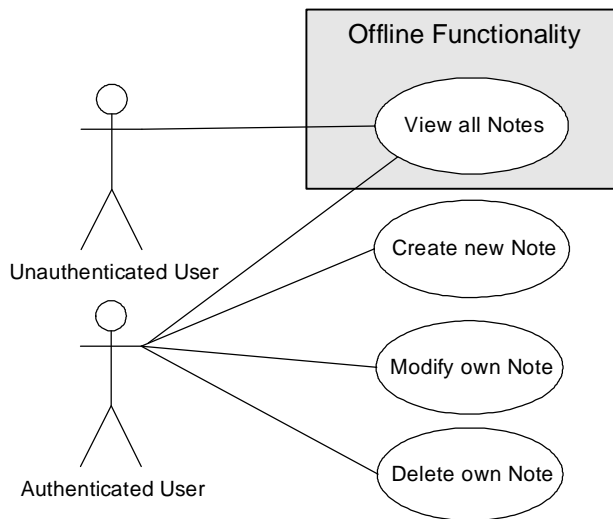 Offline Functionality
View all Notes
Create new Note
Unauthenticated User
Modify own Note
Delete own Note
Authenticated User